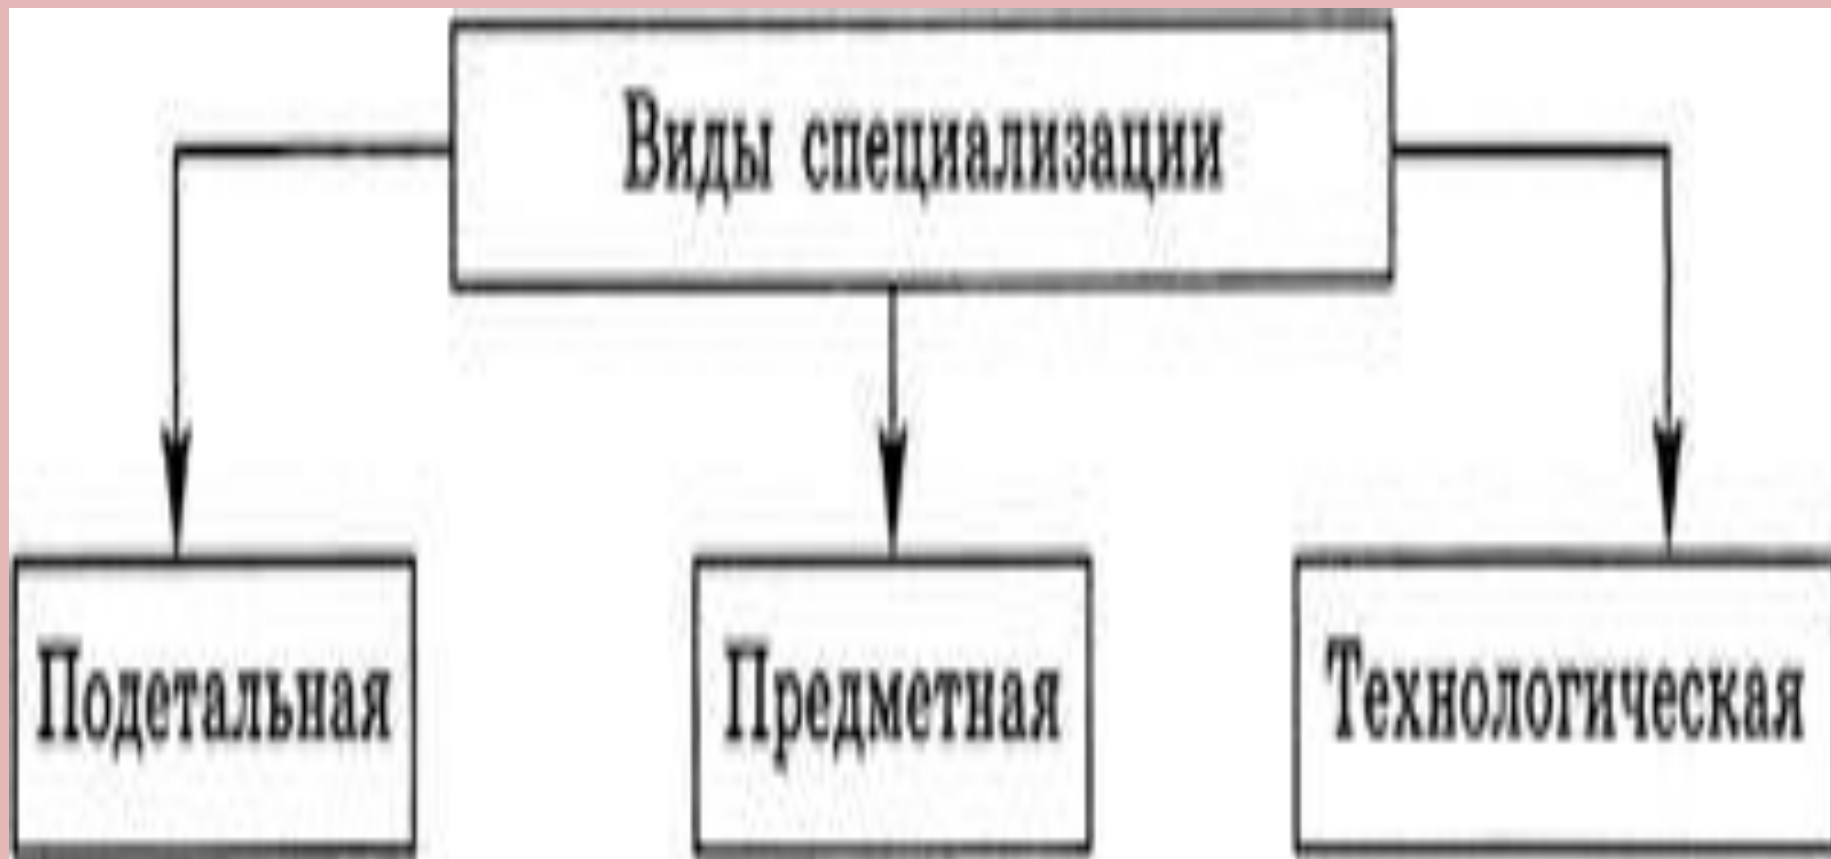 Виды специализации
Подетальная
Предметная
Технологическая